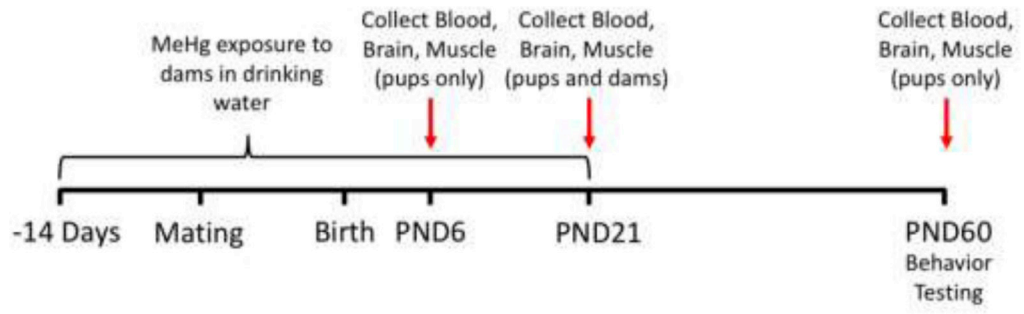 MeHg exposure to
dams in drinking
water
Collect Blood,
Brain, Muscle
(pups only)
Collect Blood,
Brain, Muscle
(pups and dams)
Collect Blood,
Brain, Muscle
(pups only)
-14 Days
Mating
Birth
PND6
PND21
PND60
Behavior
Testing